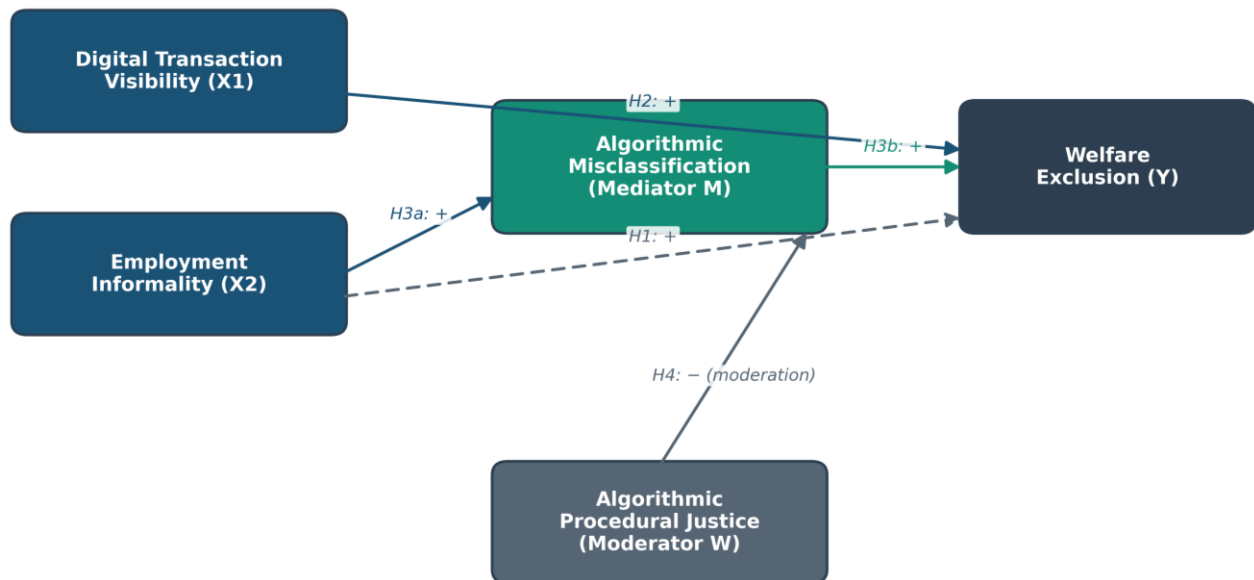 Digital Transaction
Visibility (X1)
H2: +
Algorithmic
Misclassification
(Mediator M)
H3b: +
Welfare
Exclusion (Y)
H3a: +
Employment
Informality (X2)
H1: +
H4: − (moderation)
Algorithmic
Procedural Justice
(Moderator W)